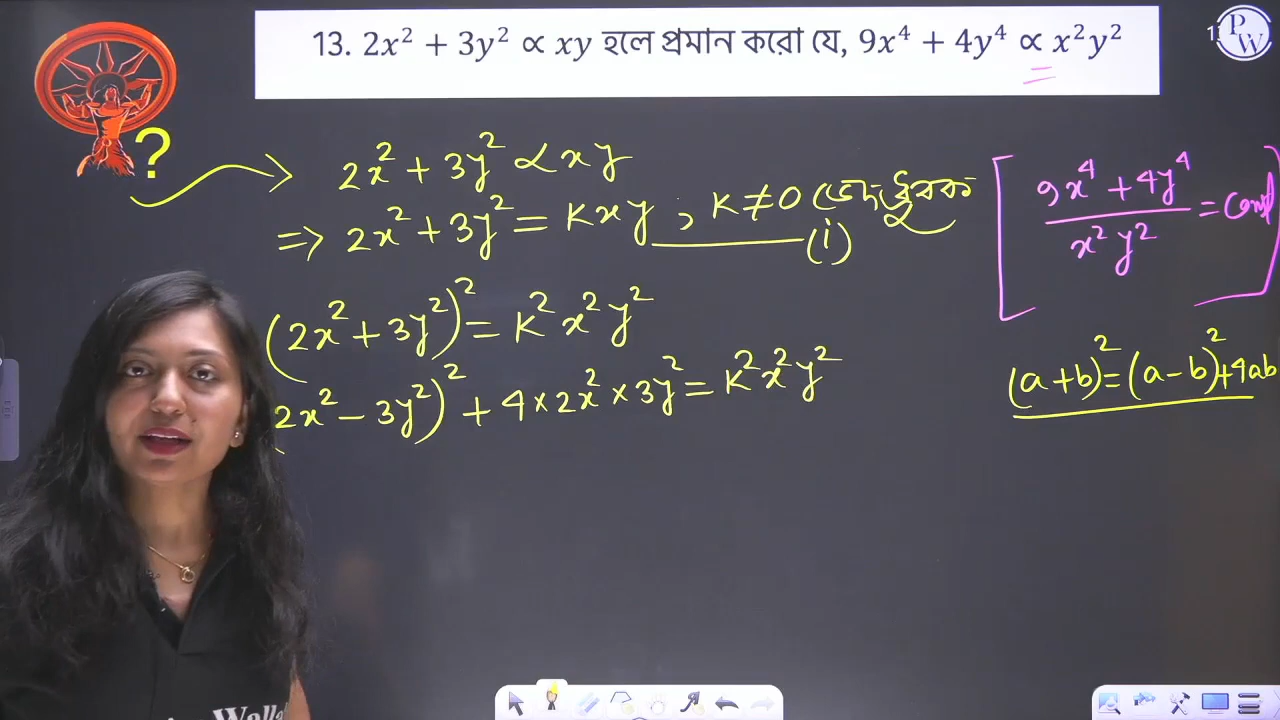 13. 2x² + 3y² ∝ xy হলে প্রমান করো যে, 9x⁴ + 4y⁴ ∝ x²y²
PW
?
2x² + 3y² ∝ xy
⇒ 2x² + 3y² = Kxy ; K ≠ 0 (ভেদ ধ্রুবক
(i)
(2x² + 3y²)² = K²x²y²
2x² − 3y²)² + 4 × 2x² × 3y² = K²x²y²
[ 9x⁴ + 4y⁴ / x²y² = Const ]
(a+b)² = (a−b)² + 4ab